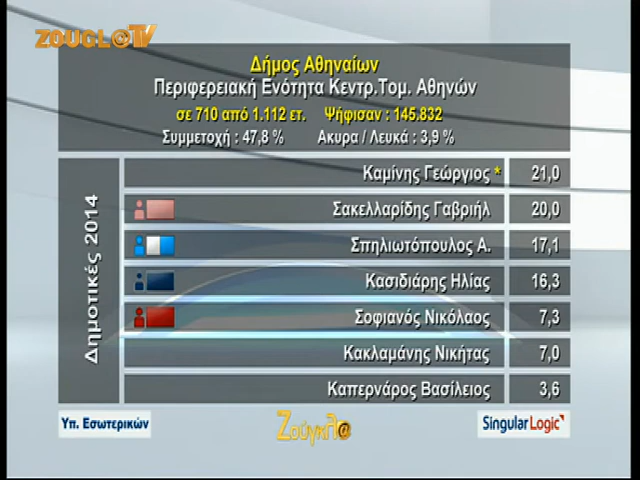 ZOUGL@TV
Δήμος Αθηναίων
Περιφερειακή Ενότητα Κεντρ.Τομ. Αθηνών
σε 710 από 1.112 ετ. Ψήφισαν : 145.832
Συμμετοχή : 47,8 % Ακυρα / Λευκά : 3,9 %
Δημοτικές 2014
Καμίνης Γεώργιος * 21,0
Σακελλαρίδης Γαβριήλ 20,0
Σπηλιωτόπουλος Α. 17,1
Κασιδιάρης Ηλίας 16,3
Σοφιανός Νικόλαος 7,3
Κακλαμάνης Νικήτας 7,0
Καπερνάρος Βασίλειος 3,6
Υπ. Εσωτερικών Ζούγκλ@ SingularLogic